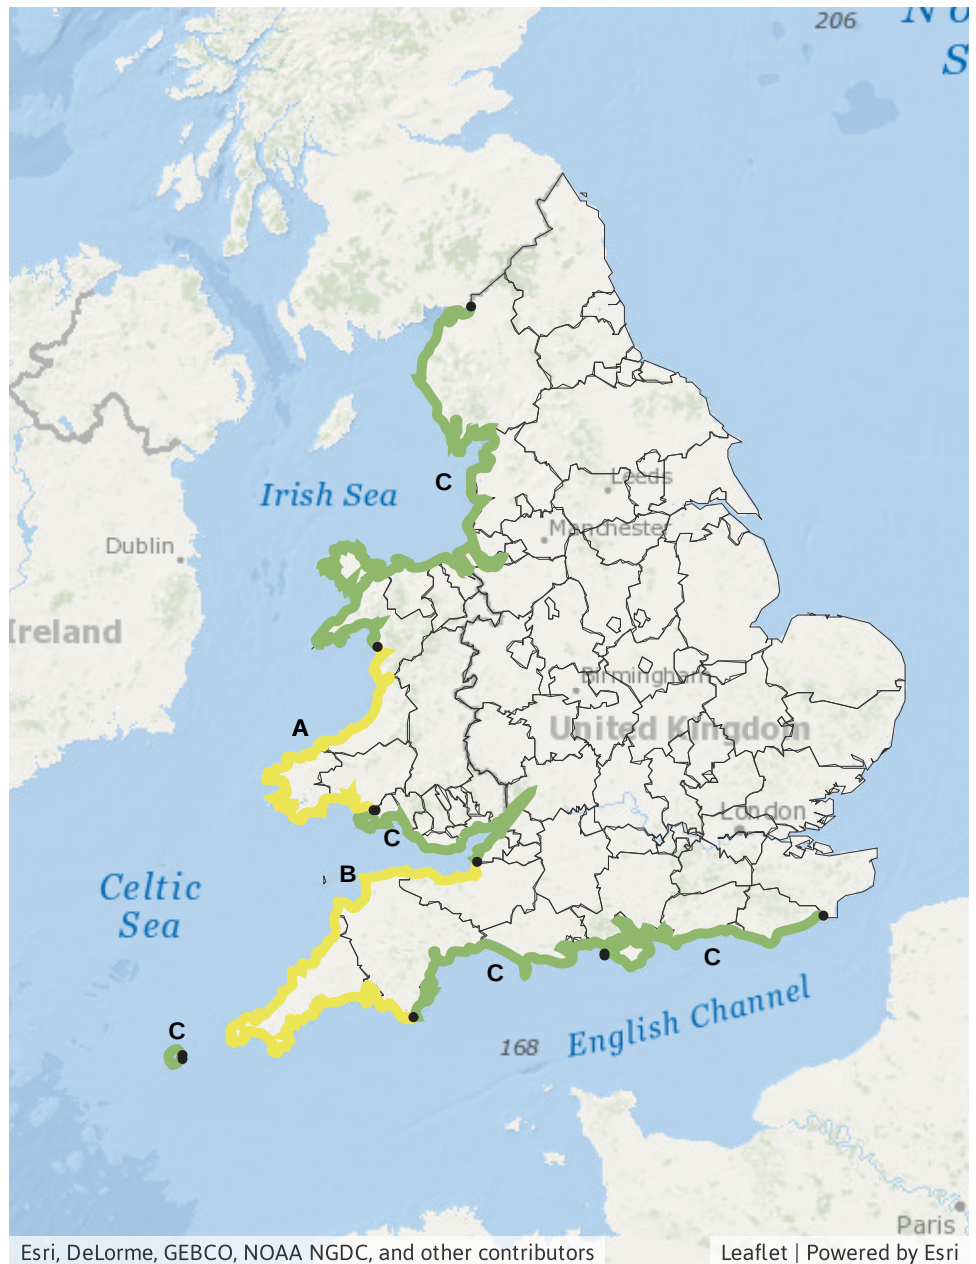 206
C
Leeds
Irish Sea
Manchester
Dublin
Ireland
Birmingham
A
United Kingdom
London
C
B
Celtic
Sea
C
C
C
English Channel
168
Paris
Esri, DeLorme, GEBCO, NOAA NGDC, and other contributors
Leaflet | Powered by Esri